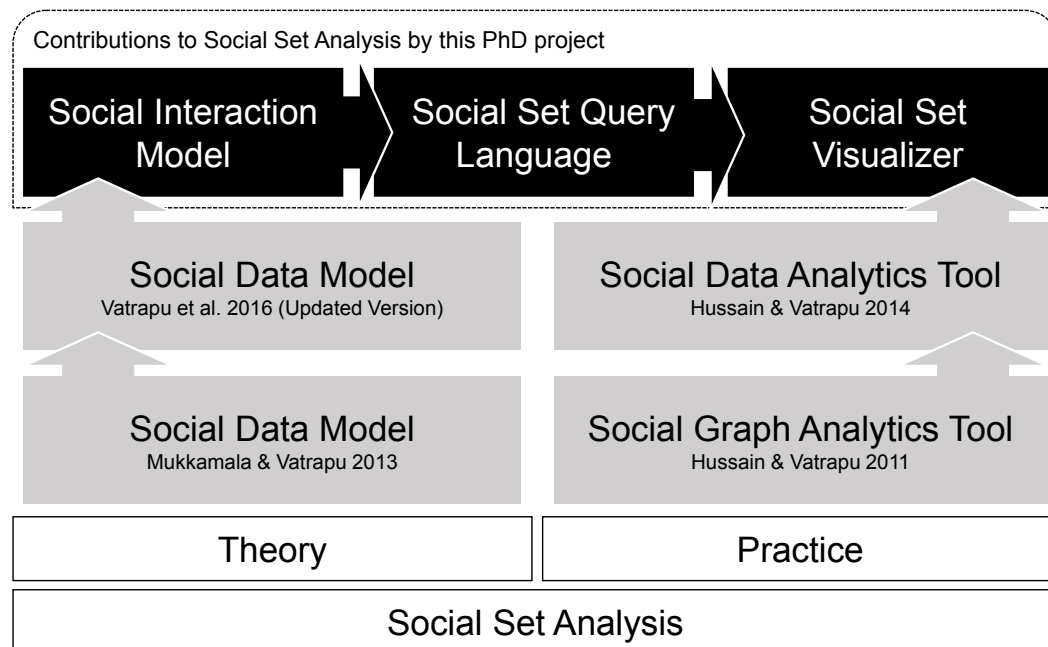 Contributions to Social Set Analysis by this PhD project
Social Interaction
Model
Social Set Query
Language
Social Set
Visualizer
Social Data Model
Vatrapu et al. 2016 (Updated Version)
Social Data Analytics Tool
Hussain & Vatrapu 2014
Social Data Model
Mukkamala & Vatrapu 2013
Social Graph Analytics Tool
Hussain & Vatrapu 2011
Theory
Practice
Social Set Analysis